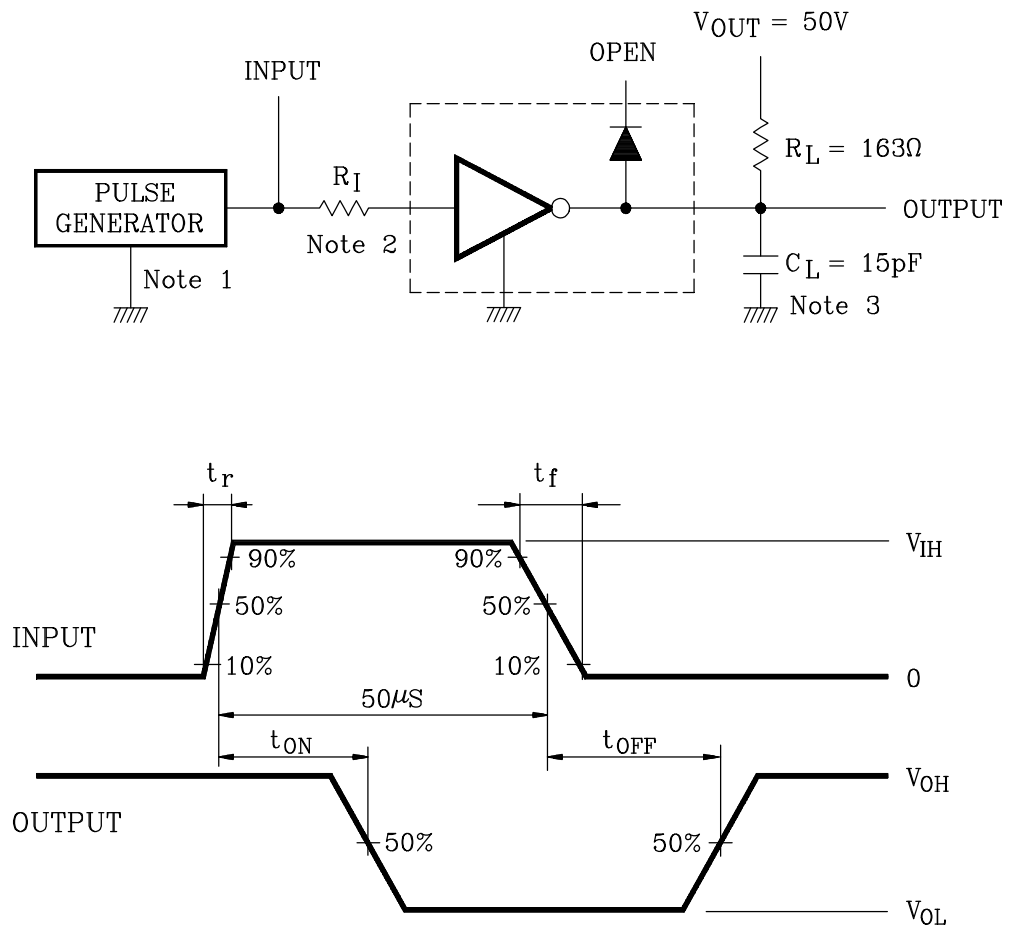 V_OUT = 50V
OPEN
INPUT
R_L = 163Ω
R_I
PULSE
GENERATOR
OUTPUT
Note 2
C_L = 15pF
Note 1
Note 3
t_r
t_f
V_IH
90%
90%
50%
50%
INPUT
10%
10%
0
50μS
t_ON
t_OFF
V_OH
OUTPUT
50%
50%
V_OL